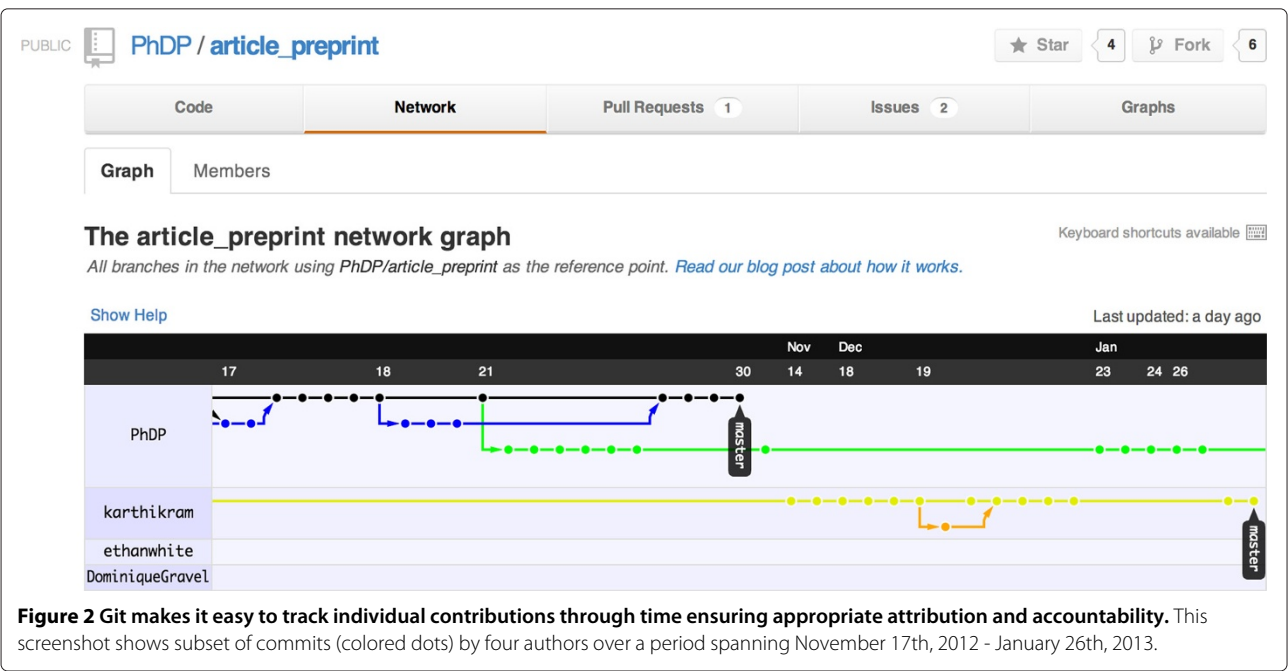 PUBLIC PhDP / article_preprint Star 4 Fork 6
Code Network Pull Requests 1 Issues 2 Graphs
Graph Members
The article_preprint network graph
Keyboard shortcuts available
All branches in the network using PhDP/article_preprint as the reference point. Read our blog post about how it works.
Show Help Last updated: a day ago
Nov Dec Jan
17 18 21 30 14 18 19 23 24 26
PhDP
master
karthikram
master
ethanwhite
DominiqueGravel
Figure 2 Git makes it easy to track individual contributions through time ensuring appropriate attribution and accountability. This
screenshot shows subset of commits (colored dots) by four authors over a period spanning November 17th, 2012 - January 26th, 2013.